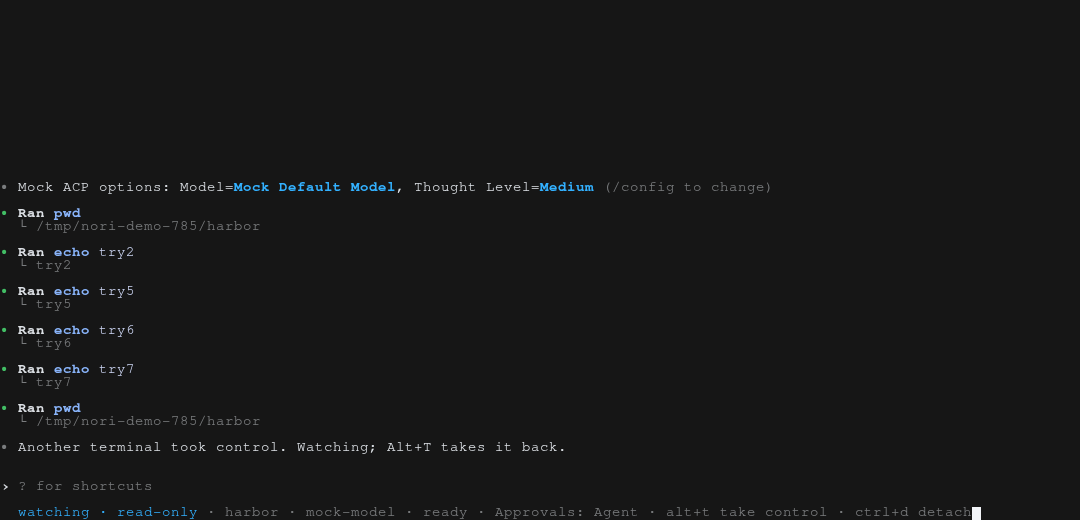 • Mock ACP options: Model=Mock Default Model, Thought Level=Medium (/config to change)
• Ran pwd
└ /tmp/nori-demo-785/harbor
• Ran echo try2
└ try2
• Ran echo try5
└ try5
• Ran echo try6
└ try6
• Ran echo try7
└ try7
• Ran pwd
└ /tmp/nori-demo-785/harbor
• Another terminal took control. Watching; Alt+T takes it back.
› ? for shortcuts
watching · read-only · harbor · mock-model · ready · Approvals: Agent · alt+t take control · ctrl+d detach